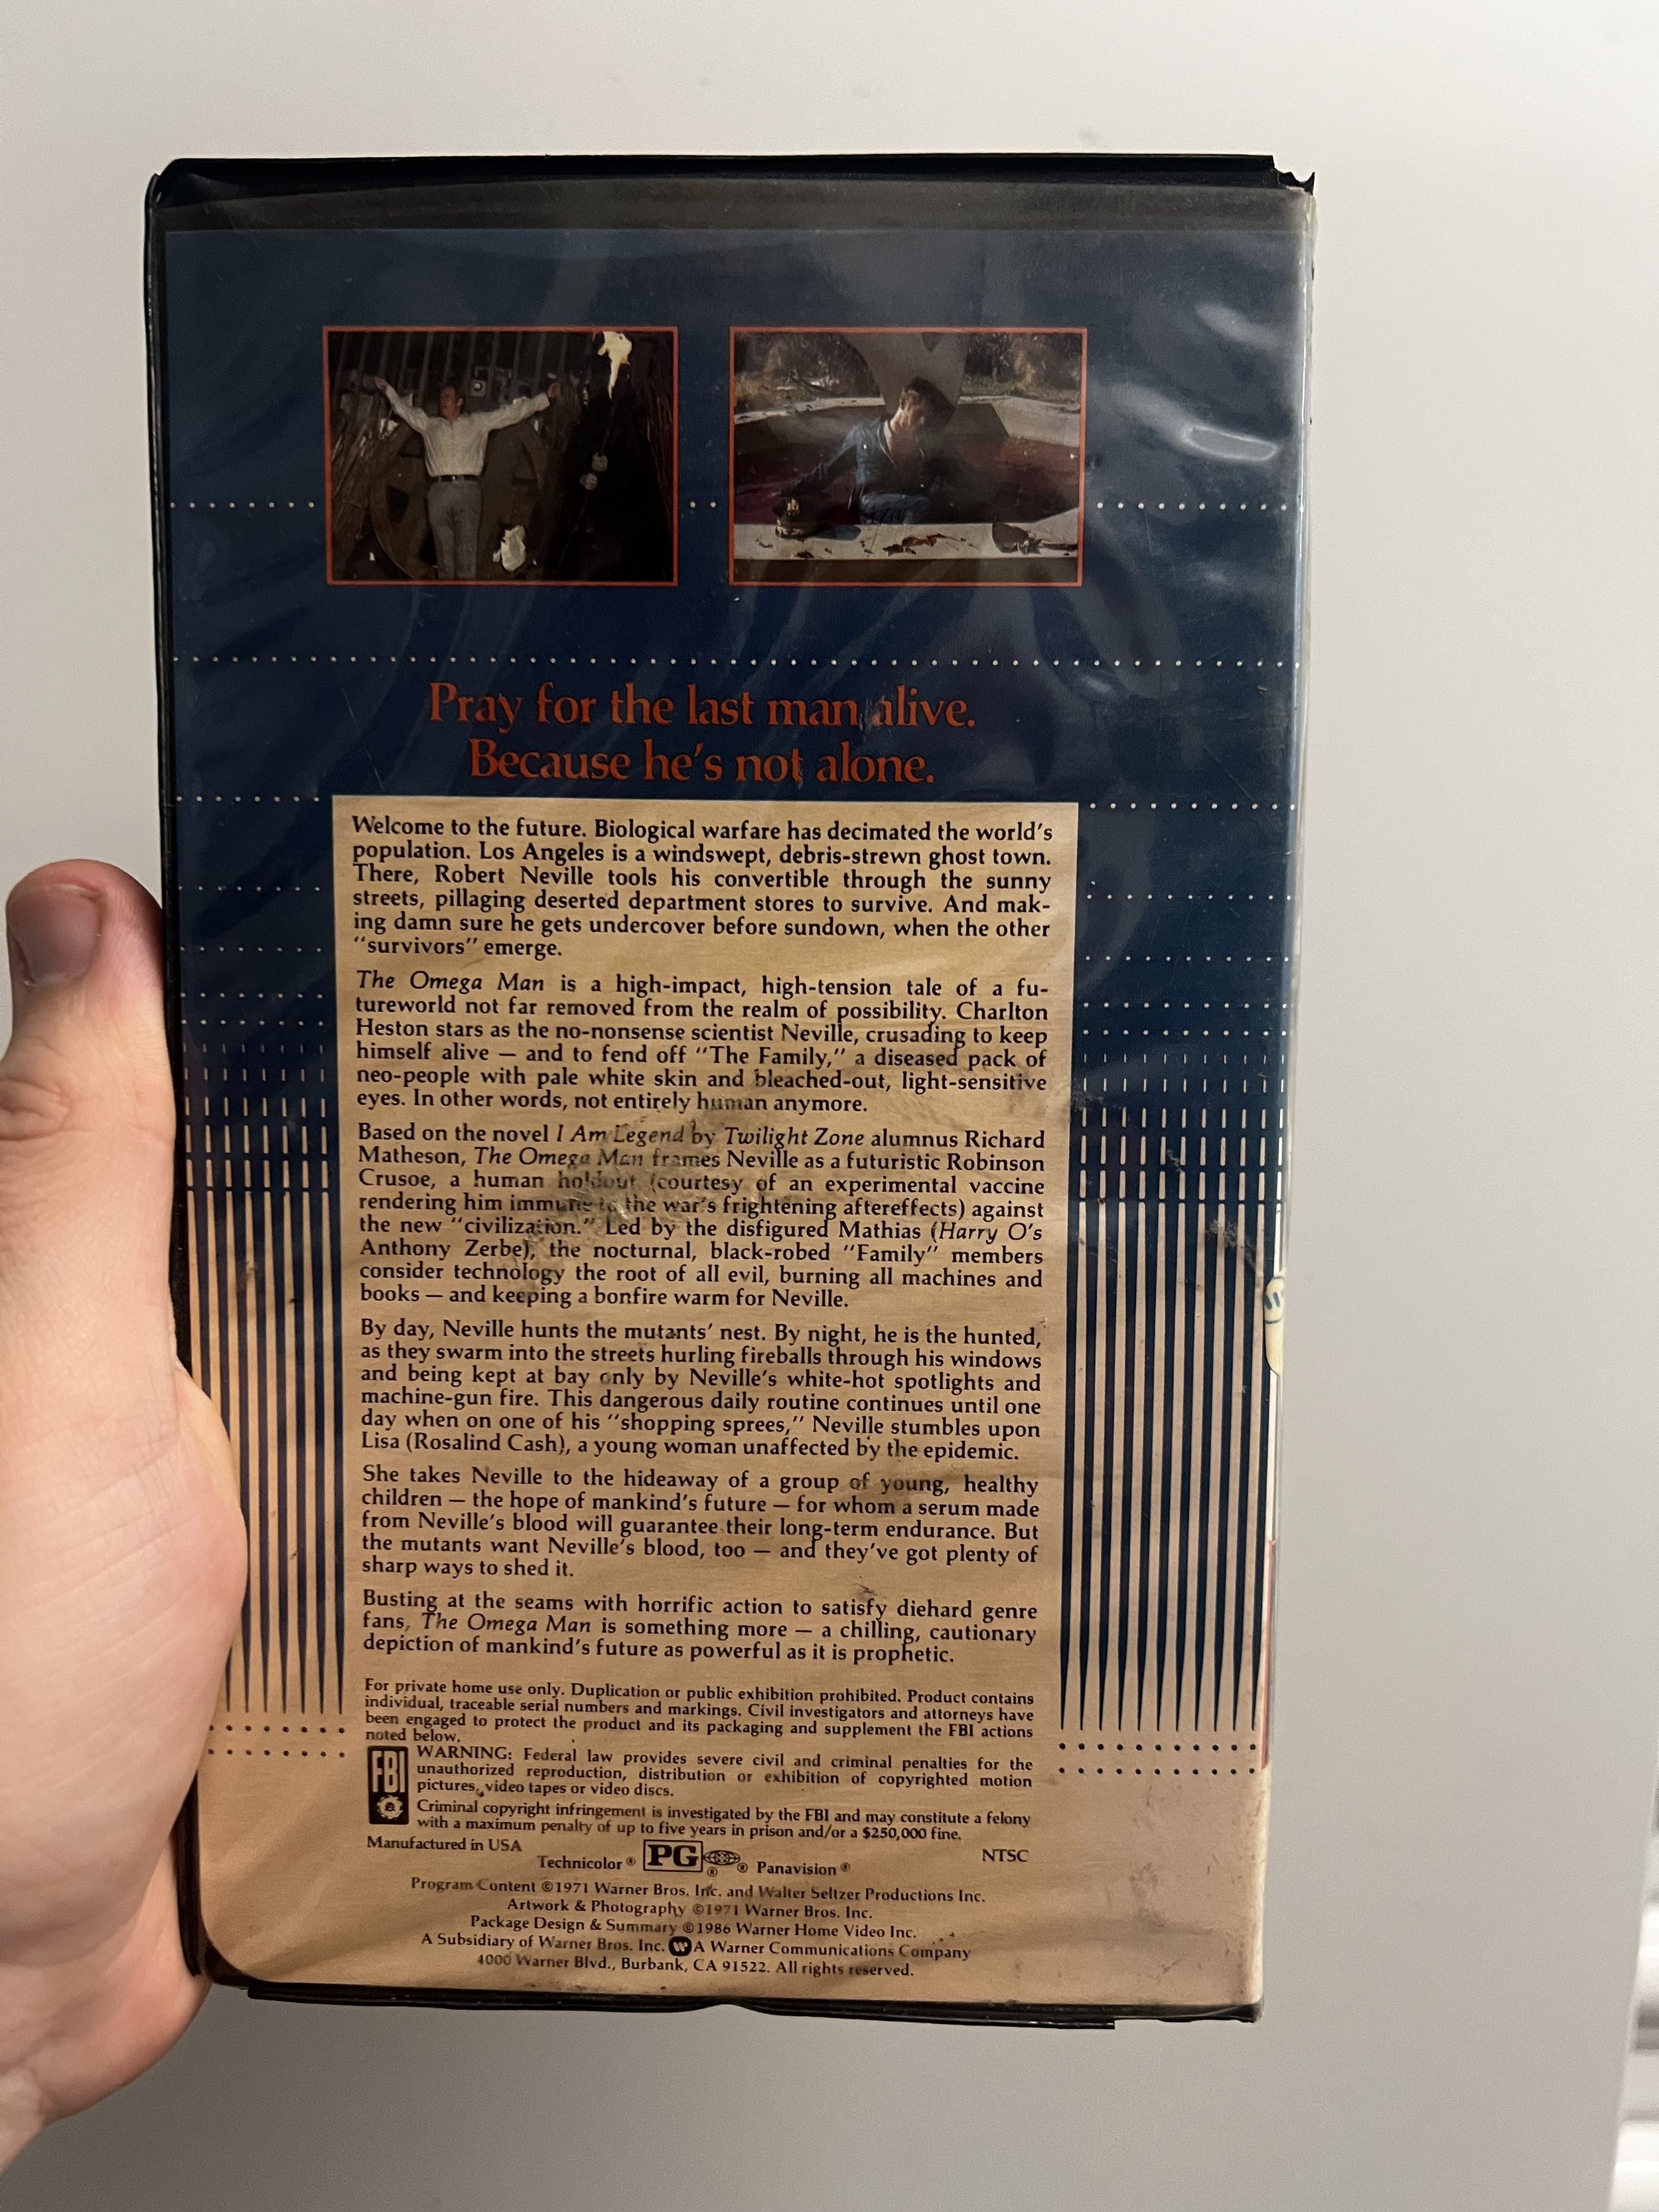 Pray for the last man alive.
Because he's not alone.
Welcome to the future. Biological warfare has decimated the world's
population. Los Angeles is a windswept, debris-strewn ghost town.
There, Robert Neville tools his convertible through the sunny
streets, pillaging deserted department stores to survive. And mak-
ing damn sure he gets undercover before sundown, when the other
"survivors" emerge.
The Omega Man is a high-impact, high-tension tale of a fu-
tureworld not far removed from the realm of possibility. Charlton
Heston stars as the no-nonsense scientist Neville, crusading to keep
himself alive — and to fend off "The Family," a diseased pack of
neo-people with pale white skin and bleached-out, light-sensitive
eyes. In other words, not entirely human anymore.
Based on the novel I Am Legend by Twilight Zone alumnus Richard
Matheson, The Omega Man frames Neville as a futuristic Robinson
Crusoe, a human holdout (courtesy of an experimental vaccine
rendering him immune to the war's frightening aftereffects) against
the new "civilization." Led by the disfigured Mathias (Harry O's
Anthony Zerbe), the nocturnal, black-robed "Family" members
consider technology the root of all evil, burning all machines and
books — and keeping a bonfire warm for Neville.
By day, Neville hunts the mutants' nest. By night, he is the hunted,
as they swarm into the streets hurling fireballs through his windows
and being kept at bay only by Neville's white-hot spotlights and
machine-gun fire. This dangerous daily routine continues until one
day when on one of his "shopping sprees," Neville stumbles upon
Lisa (Rosalind Cash), a young woman unaffected by the epidemic.
She takes Neville to the hideaway of a group of young, healthy
children — the hope of mankind's future — for whom a serum made
from Neville's blood will guarantee their long-term endurance. But
the mutants want Neville's blood, too — and they've got plenty of
sharp ways to shed it.
Busting at the seams with horrific action to satisfy diehard genre
fans, The Omega Man is something more — a chilling, cautionary
depiction of mankind's future as powerful as it is prophetic.
For private home use only. Duplication or public exhibition prohibited. Product contains
individual, traceable serial numbers and markings. Civil investigators and attorneys have
been engaged to protect the product and its packaging and supplement the FBI actions
noted below.
FBI
WARNING: Federal law provides severe civil and criminal penalties for the
unauthorized reproduction, distribution or exhibition of copyrighted motion
pictures, video tapes or video discs.
Criminal copyright infringement is investigated by the FBI and may constitute a felony
with a maximum penalty of up to five years in prison and/or a $250,000 fine.
Manufactured in USA
Technicolor® PG ® ® Panavision® NTSC
Program Content ©1971 Warner Bros. Inc. and Walter Seltzer Productions Inc.
Artwork & Photography ©1971 Warner Bros. Inc.
Package Design & Summary ©1986 Warner Home Video Inc.
A Subsidiary of Warner Bros. Inc. W A Warner Communications Company
4000 Warner Blvd., Burbank, CA 91522. All rights reserved.